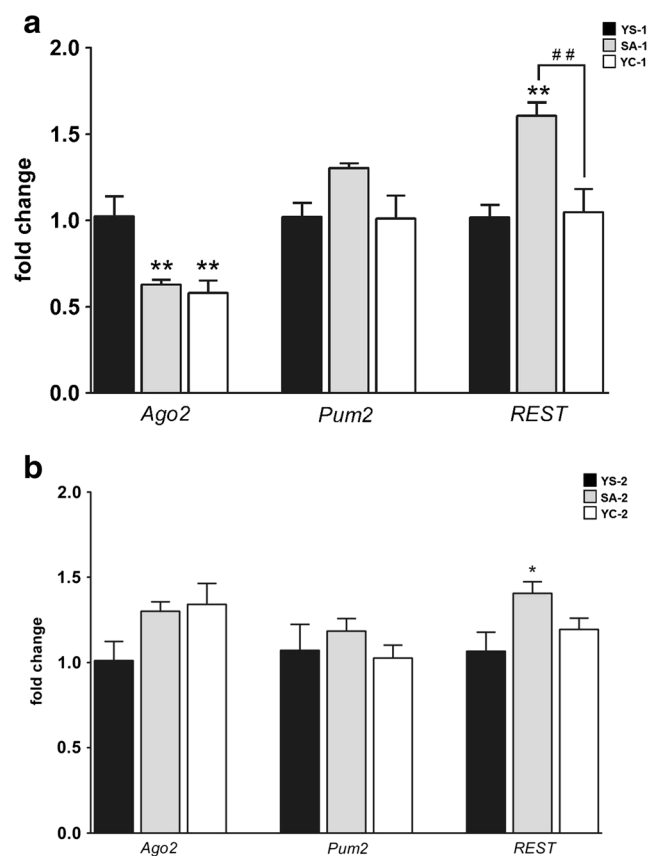 a
YS-1
SA-1
YC-1
fold change
2.0
1.5
1.0
0.5
0.0
**
**
**
##
Ago2
Pum2
REST
b
YS-2
SA-2
YC-2
fold change
2.0
1.5
1.0
0.5
0.0
*
Ago2
Pum2
REST